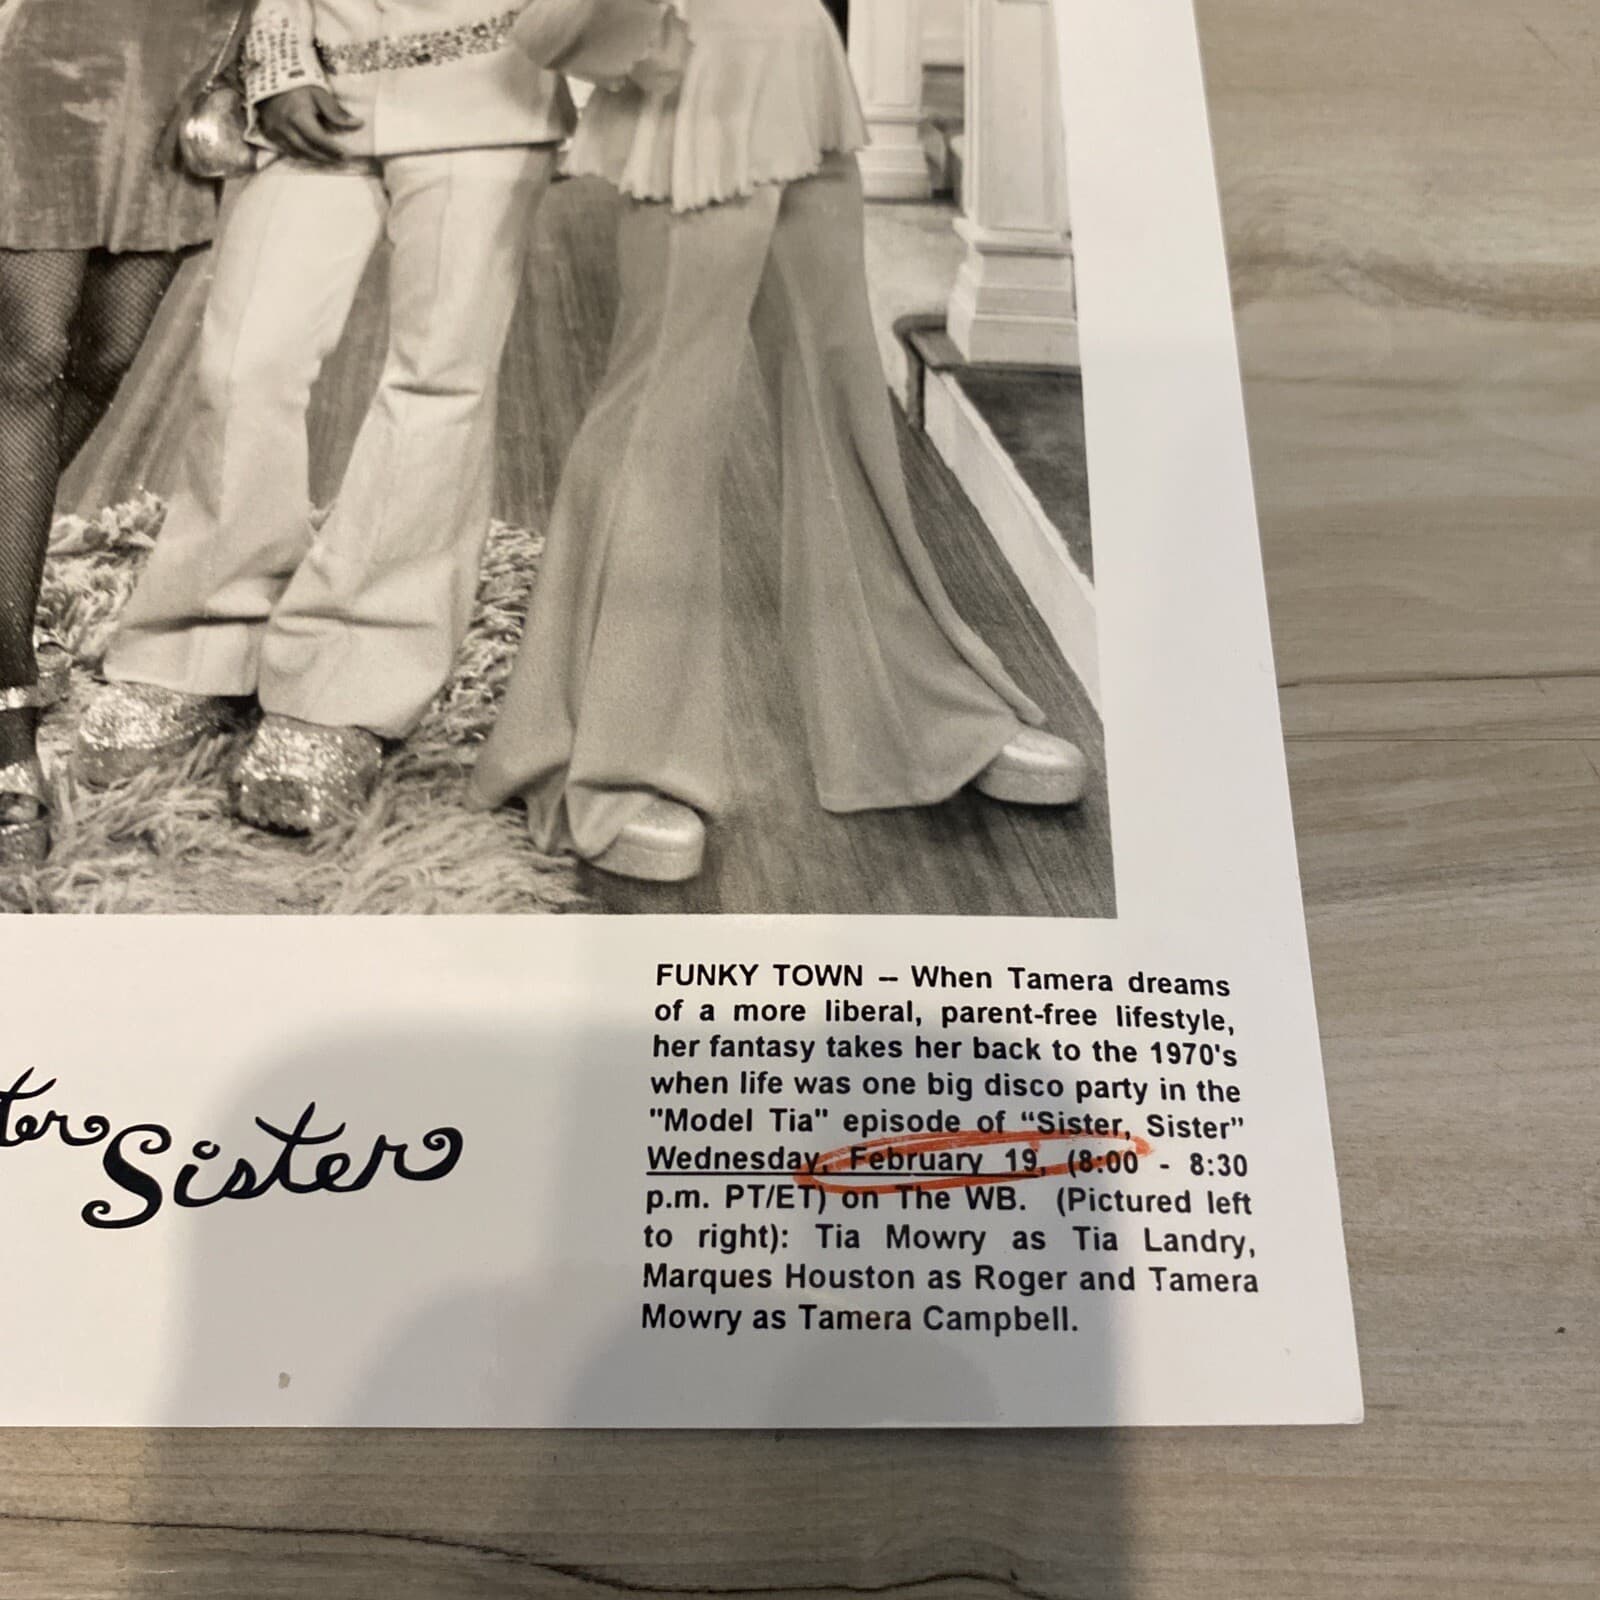 ter Sister
FUNKY TOWN -- When Tamera dreams
of a more liberal, parent-free lifestyle,
her fantasy takes her back to the 1970's
when life was one big disco party in the
"Model Tia" episode of “Sister, Sister”
Wednesday, February 19, (8:00 - 8:30
p.m. PT/ET) on The WB. (Pictured left
to right): Tia Mowry as Tia Landry,
Marques Houston as Roger and Tamera
Mowry as Tamera Campbell.